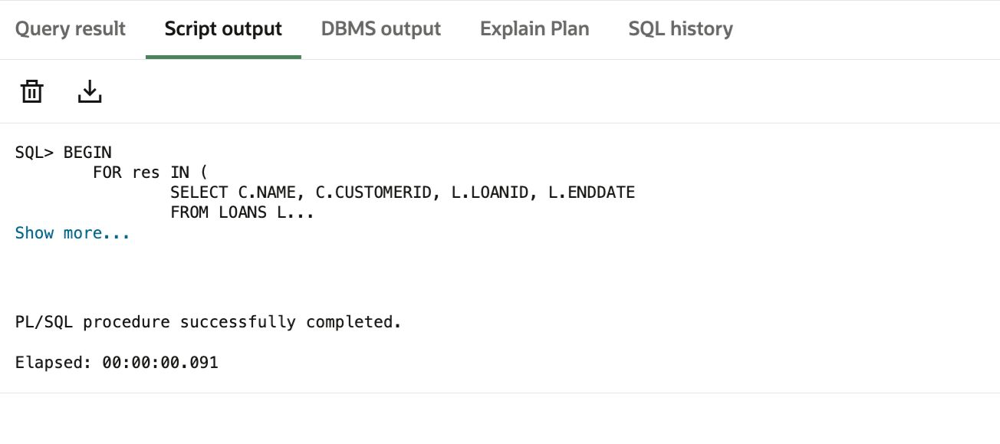 Query result Script output DBMS output Explain Plan SQL history
SQL> BEGIN
FOR res IN (
SELECT C.NAME, C.CUSTOMERID, L.LOANID, L.ENDDATE
FROM LOANS L...
Show more...
PL/SQL procedure successfully completed.
Elapsed: 00:00:00.091